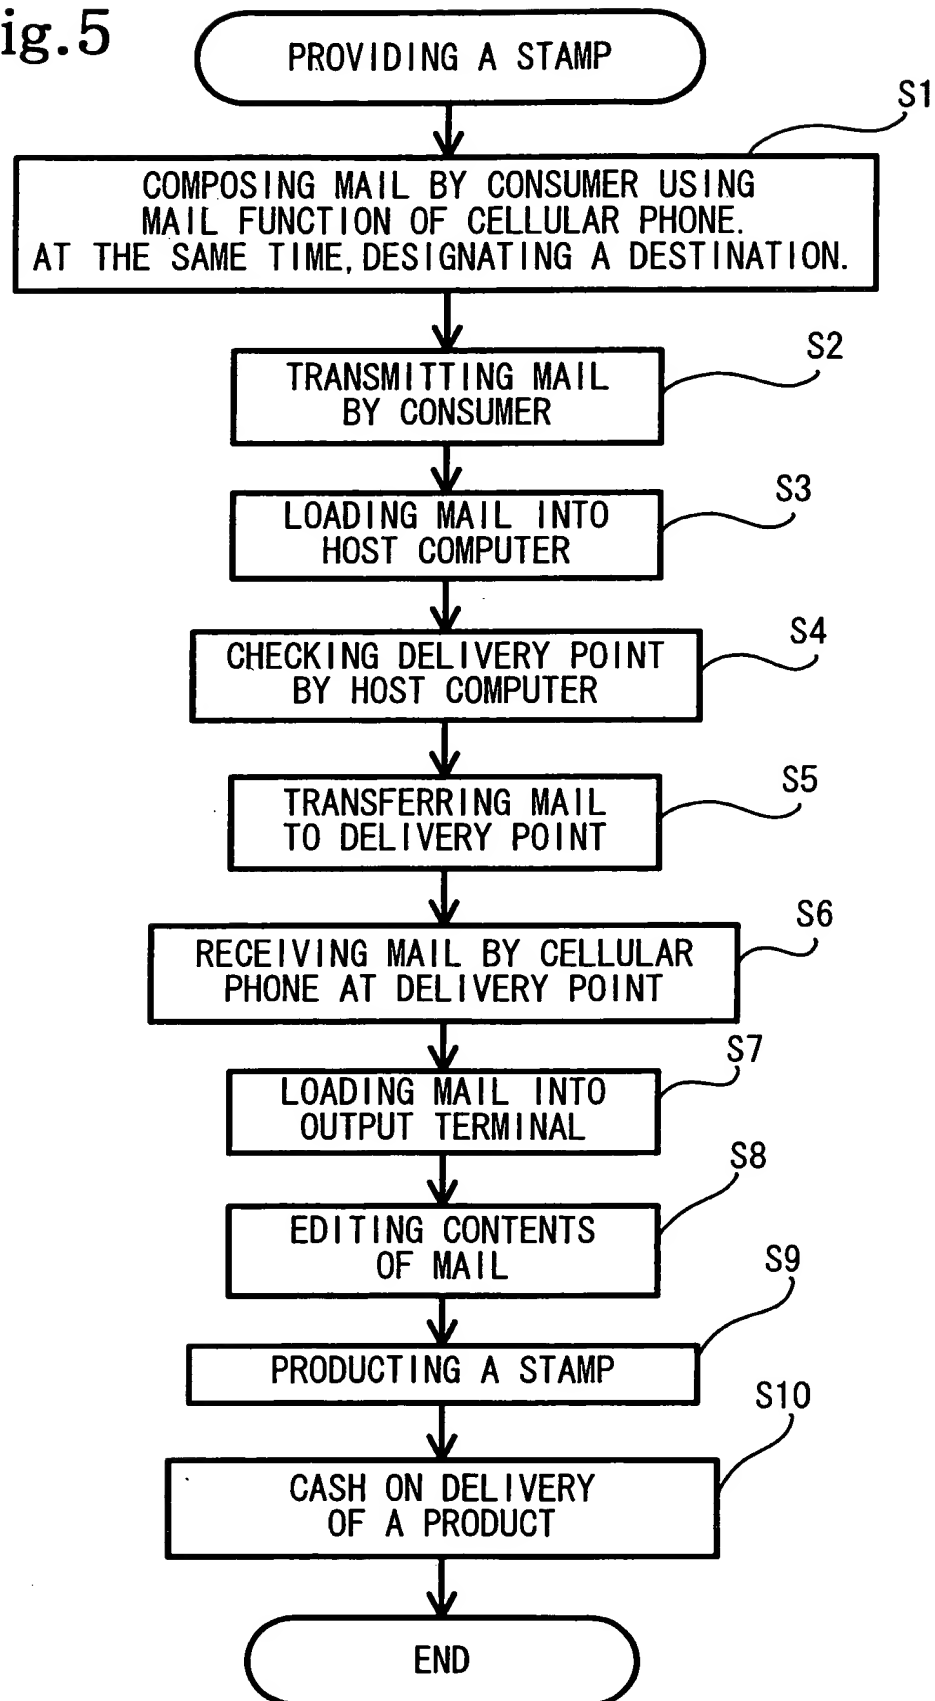 ig.5
PROVIDING A STAMP
S1
COMPOSING MAIL BY CONSUMER USING
MAIL FUNCTION OF CELLULAR PHONE.
AT THE SAME TIME, DESIGNATING A DESTINATION.
S2
TRANSMITTING MAIL
BY CONSUMER
S3
LOADING MAIL INTO
HOST COMPUTER
S4
CHECKING DELIVERY POINT
BY HOST COMPUTER
S5
TRANSFERRING MAIL
TO DELIVERY POINT
S6
RECEIVING MAIL BY CELLULAR
PHONE AT DELIVERY POINT
S7
LOADING MAIL INTO
OUTPUT TERMINAL
S8
EDITING CONTENTS
OF MAIL
S9
PRODUCTING A STAMP
S10
CASH ON DELIVERY
OF A PRODUCT
END